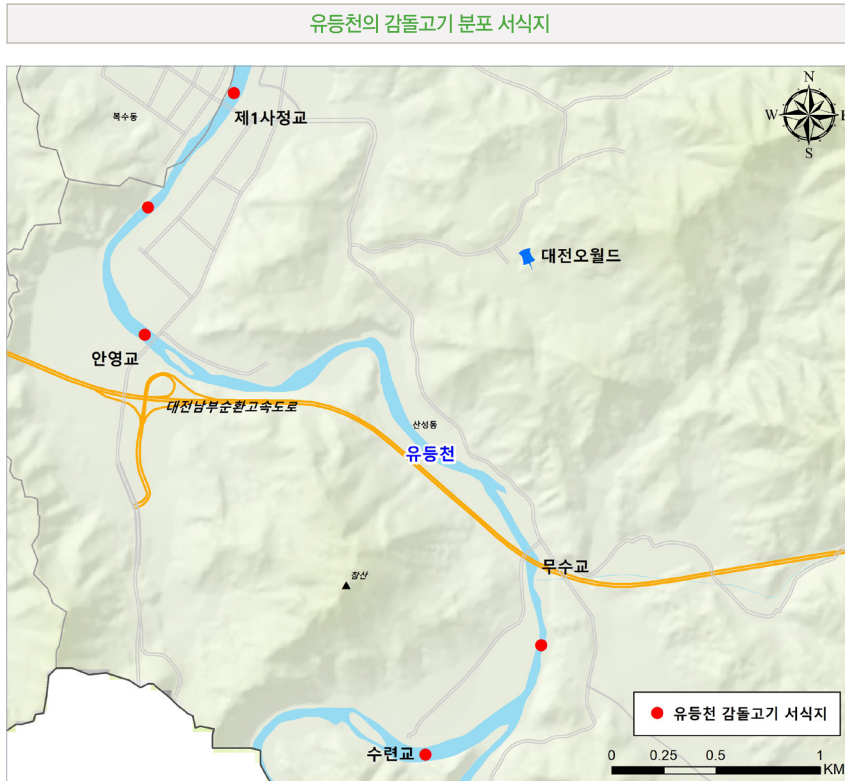 유등천의 감돌고기 분포 서식지
N
W
E
S
복수동
제1사정교
대전오월드
안영교
대전남부순환고속도로
산성동
유등천
무수교
잠산
유등천 감돌고기 서식지
수련교
0 0.25 0.5 1
KM